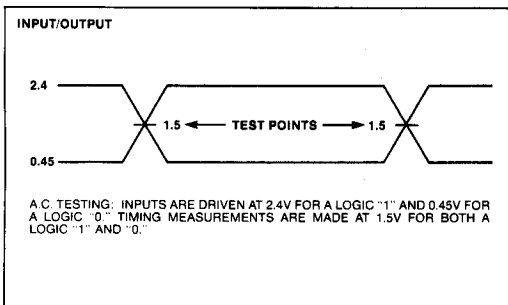 INPUT/OUTPUT
2.4
1.5 TEST POINTS 1.5
0.45
A.C. TESTING: INPUTS ARE DRIVEN AT 2.4V FOR A LOGIC "1" AND 0.45V FOR
A LOGIC "0." TIMING MEASUREMENTS ARE MADE AT 1.5V FOR BOTH A
LOGIC "1" AND "0."